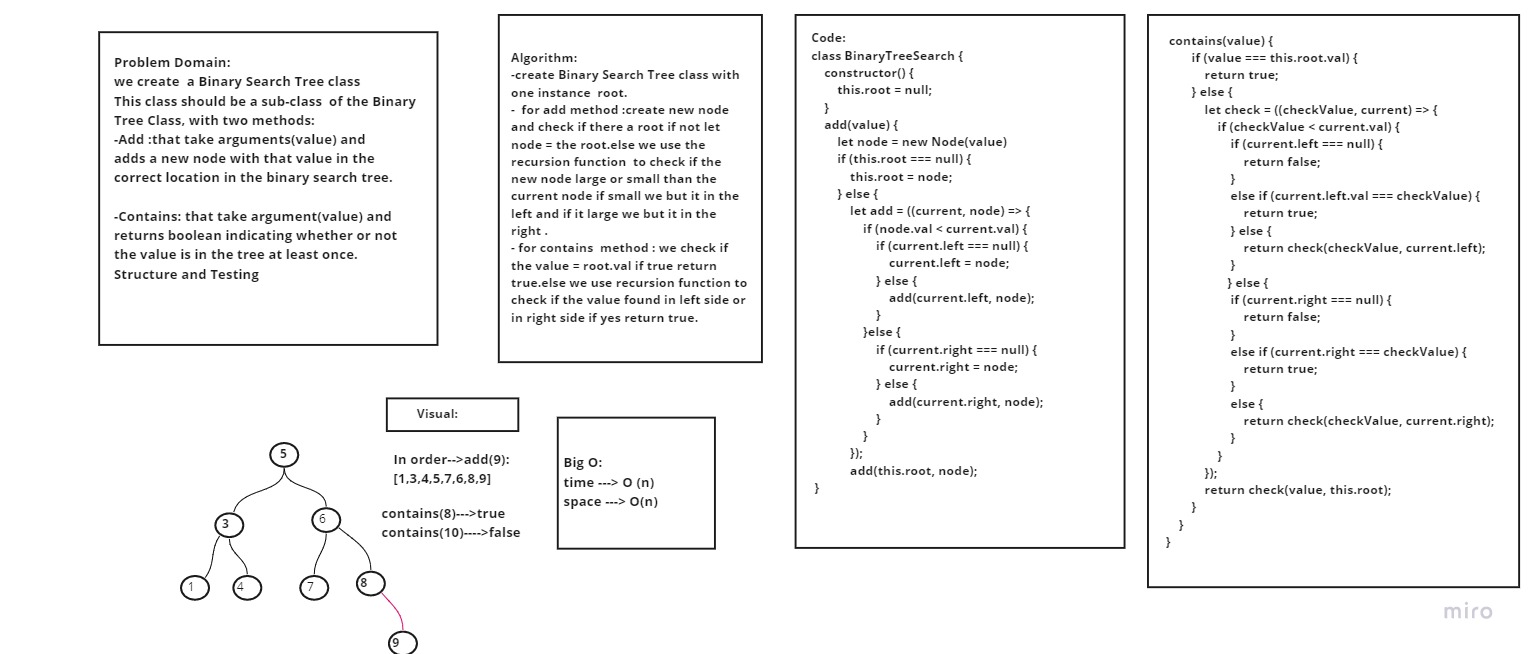 Problem Domain:
we create  a Binary Search Tree class
This class should be a sub-class  of the Binary
Tree Class, with two methods:
-Add :that take arguments(value) and
adds a new node with that value in the
correct location in the binary search tree.
-Contains: that take argument(value) and
returns boolean indicating whether or not
the value is in the tree at least once.
Structure and Testing
Algorithm:
-create Binary Search Tree class with
one instance  root.
-  for add method :create new node
and check if there a root if not let
node = the root.else we use the
recursion function  to check if the
new node large or small than the
current node if small we but it in the
left and if it large we but it in the
right .
- for contains  method : we check if
the value = root.val if true return
true.else we use recursion function to
check if the value found in left side or
in right side if yes return true.
Code:
class BinaryTreeSearch {
constructor() {
this.root = null;
}
add(value) {
let node = new Node(value)
if (this.root === null) {
this.root = node;
} else {
let add = ((current, node) => {
if (node.val < current.val) {
if (current.left === null) {
current.left = node;
} else {
add(current.left, node);
}
}else {
if (current.right === null) {
current.right = node;
} else {
add(current.right, node);
}
}
});
add(this.root, node);
}
contains(value) {
if (value === this.root.val) {
return true;
} else {
let check = ((checkValue, current) => {
if (checkValue < current.val) {
if (current.left === null) {
return false;
}
else if (current.left.val === checkValue) {
return true;
} else {
return check(checkValue, current.left);
}
} else {
if (current.right === null) {
return false;
}
else if (current.right === checkValue) {
return true;
}
else {
return check(checkValue, current.right);
}
}
});
return check(value, this.root);
}
}
}
Visual:
In order-->add(9):
[1,3,4,5,7,6,8,9]
contains(8)--->true
contains(10)---->false
Big O:
time ---> O (n)
space ---> O(n)
5
3
6
1
4
7
8
9
miro